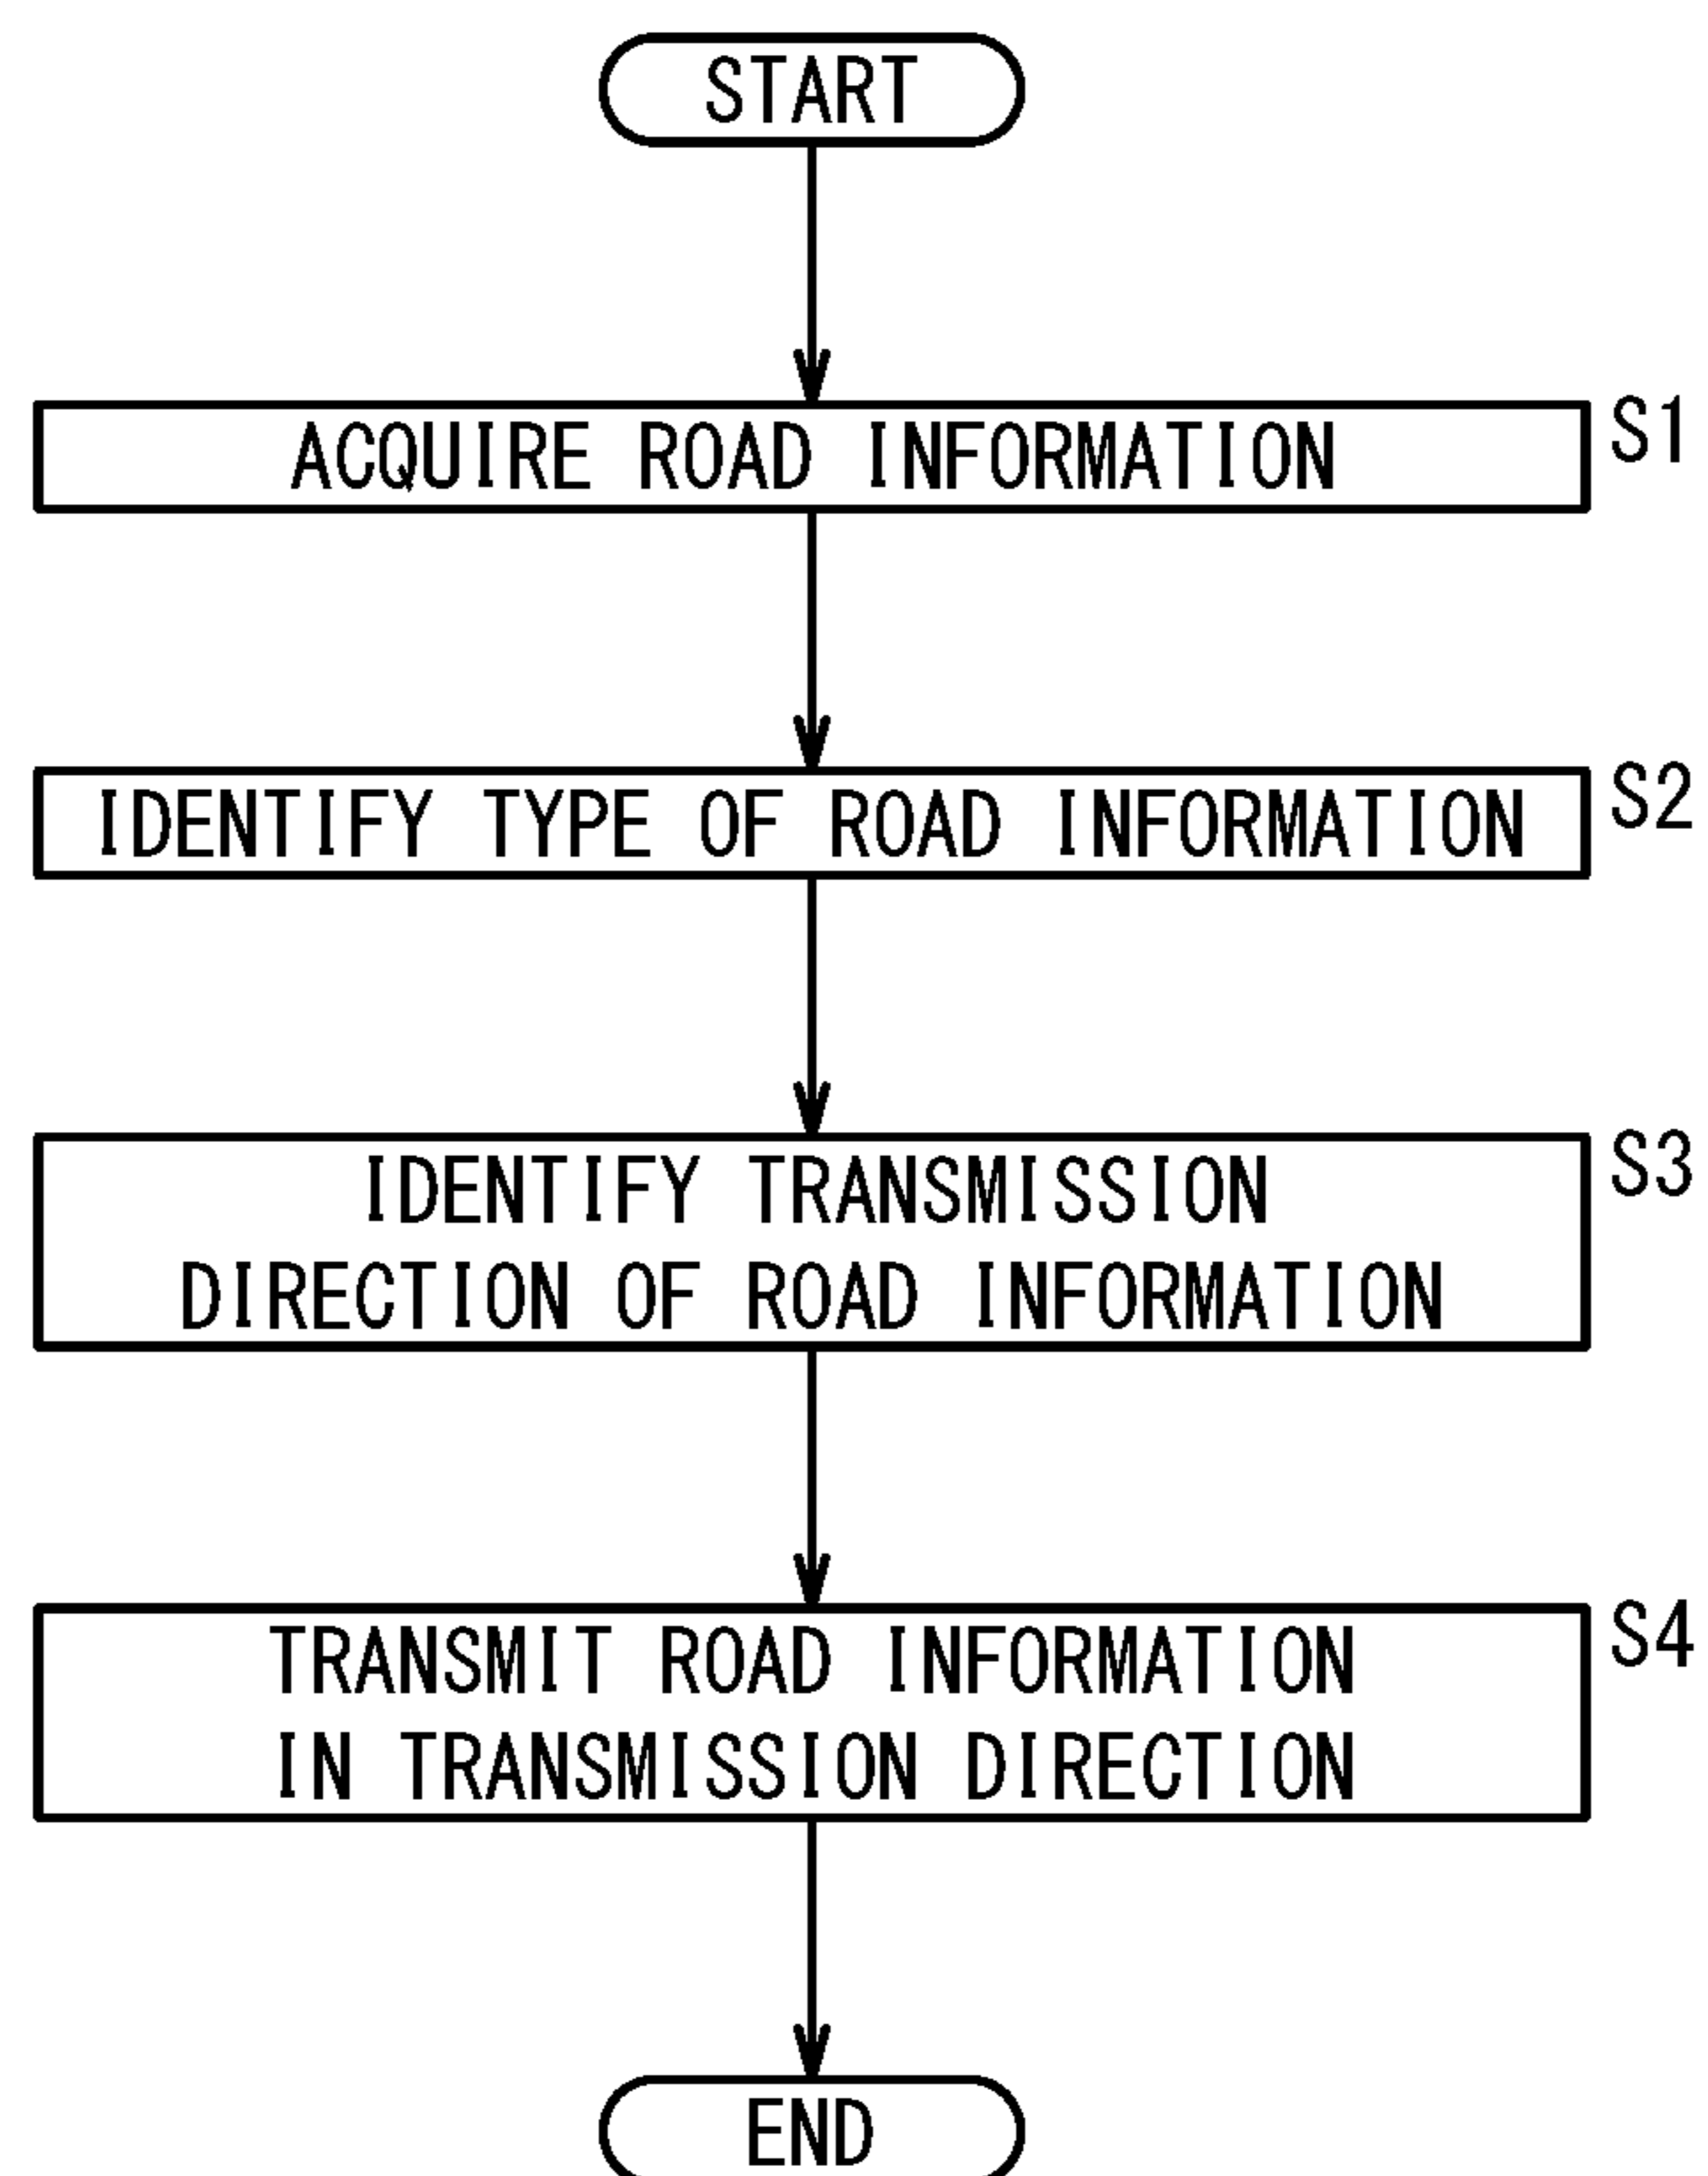 START
ACQUIRE ROAD INFORMATION
S1
IDENTIFY TYPE OF ROAD INFORMATION
S2
IDENTIFY TRANSMISSION
DIRECTION OF ROAD INFORMATION
S3
TRANSMIT ROAD INFORMATION
IN TRANSMISSION DIRECTION
S4
END